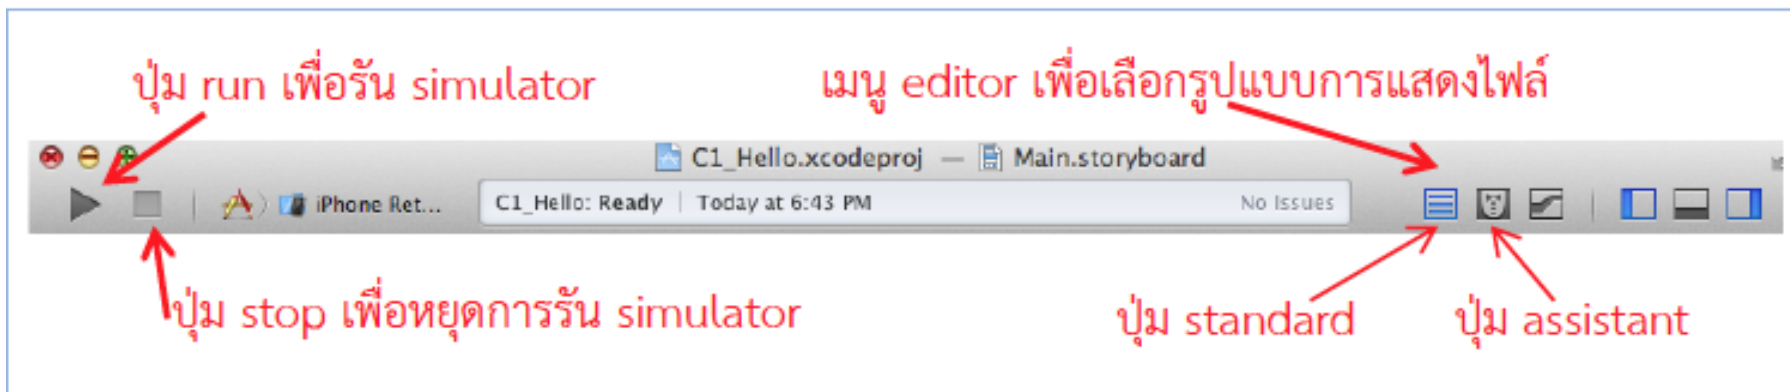 ปุ่ม run เพื่อรัน simulator
เมนู editor เพื่อเลือกรูปแบบการแสดงไฟล์
C1_Hello.xcodeproj — Main.storyboard
iPhone Ret...
C1_Hello: Ready | Today at 6:43 PM
No Issues
ปุ่ม stop เพื่อหยุดการรัน simulator
ปุ่ม standard
ปุ่ม assistant